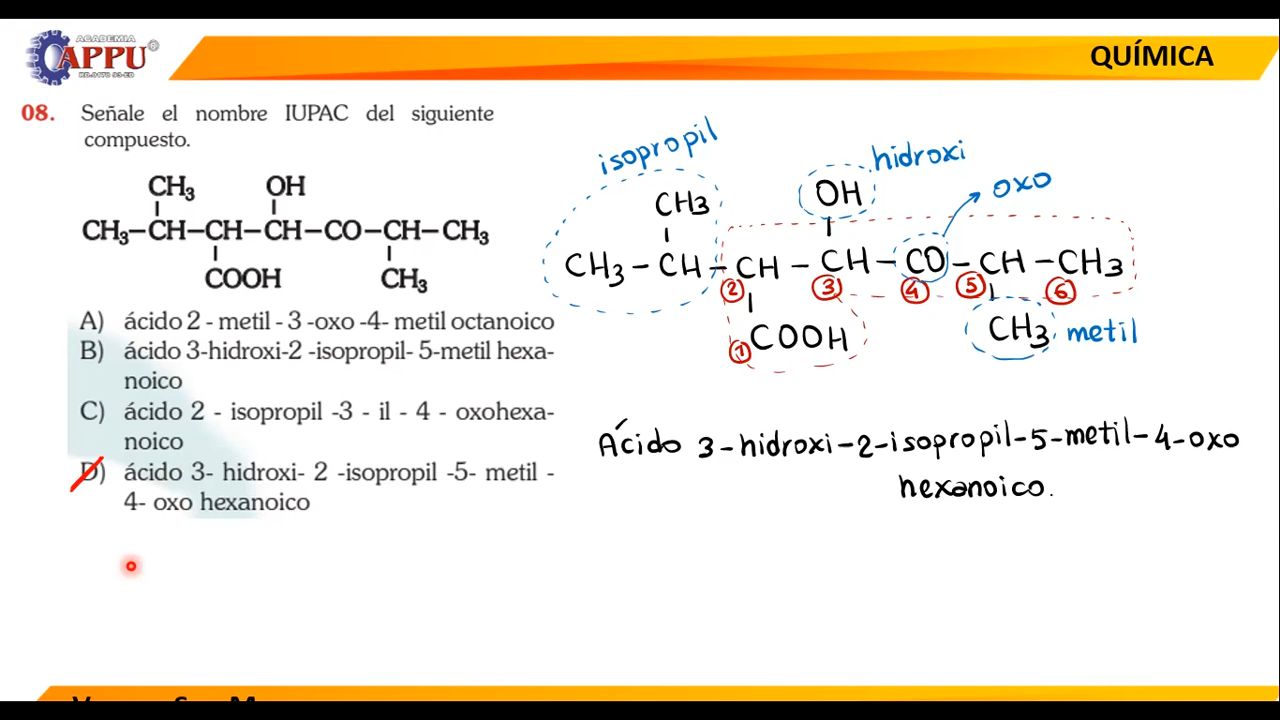 ACADEMIA
APPU
R.D.0170 93-ED
QUÍMICA
08. Señale el nombre IUPAC del siguiente
compuesto.
CH3 OH
CH3–CH–CH–CH–CO–CH–CH3
COOH CH3
A) ácido 2 - metil - 3 -oxo -4- metil octanoico
B) ácido 3-hidroxi-2 -isopropil- 5-metil hexa-
noico
C) ácido 2 - isopropil -3 - il - 4 - oxohexa-
noico
D) ácido 3- hidroxi- 2 -isopropil -5- metil -
4- oxo hexanoico
isopropil
hidroxi
oxo
CH3 OH
CH3 – CH – CH – CH – CO – CH – CH3
2 3 4 5 6
1 COOH CH3 metil
Ácido 3-hidroxi-2-isopropil-5-metil-4-oxo
hexanoico.